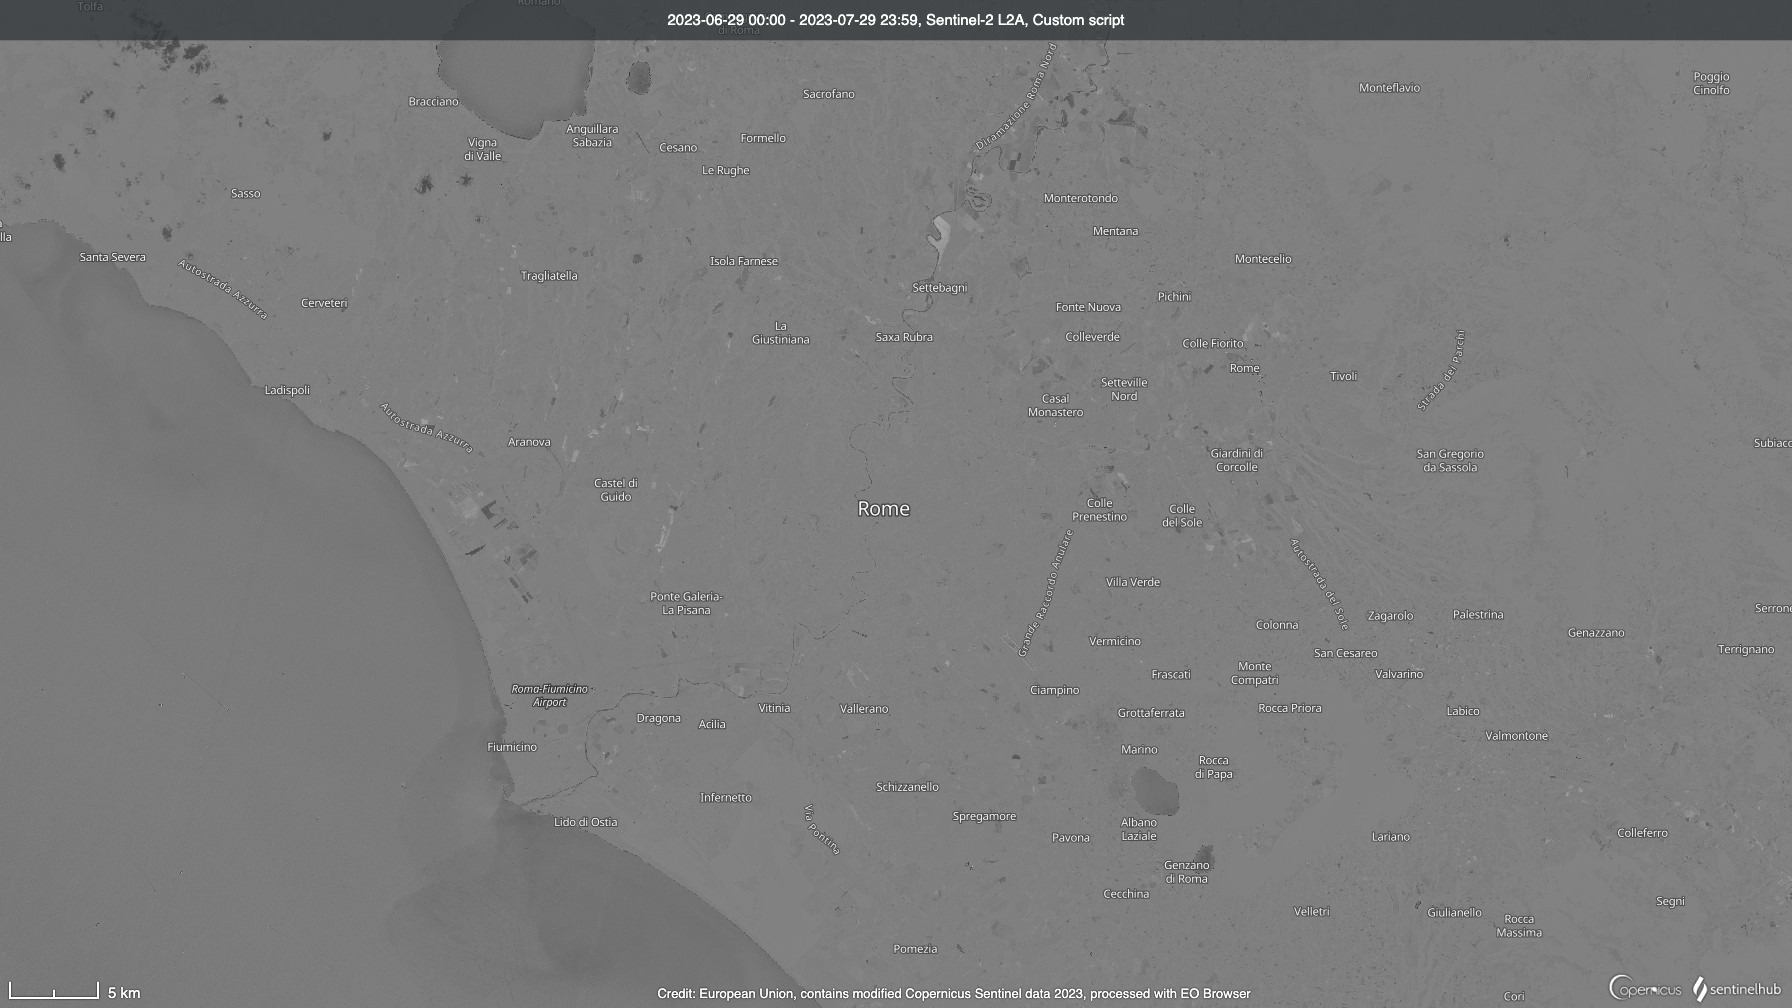 Tolfa
Romano
2023-06-29 00:00 - 2023-07-29 23:59, Sentinel-2 L2A, Custom script
di Roma
Diramazione Roma Nord
Poggio
Cinolfo
Monteflavio
Sacrofano
Bracciano
Anguillara
Sabazia
Formello
Vigna
di Valle
Cesano
Le Rughe
Sasso
Monterotondo
Mentana
lla
Santa Severa
Autostrada Azzurra
Isola Farnese
Montecelio
Tragliatella
Settebagni
Cerveteri
Pichini
Fonte Nuova
La
Giustiniana
Saxa Rubra
Colleverde
Colle Fiorito
Strada dei Parchi
Rome
Tivoli
Ladispoli
Setteville
Nord
Casal
Monastero
Autostrada Azzurra
Aranova
Subiaco
Giardini di
Corcolle
San Gregorio
da Sassola
Castel di
Guido
Rome
Colle
Prenestino
Colle
del Sole
Grande Raccordo Anulare
Autostrada del Sole
Villa Verde
Ponte Galeria-
La Pisana
Serrone
Zagarolo
Palestrina
Colonna
Genazzano
Vermicino
San Cesareo
Terrignano
Frascati
Monte
Compatri
Valvarino
Roma-Fiumicino
Airport
Ciampino
Dragona
Acilia
Vitinia
Vallerano
Grottaferrata
Rocca Priora
Labico
Valmontone
Fiumicino
Marino
Rocca
di Papa
Schizzanello
Infernetto
Via Pontina
Lido di Ostia
Spregamore
Albano
Laziale
Pavona
Lariano
Colleferro
Genzano
di Roma
Cecchina
Segni
Velletri
Giulianello
Rocca
Massima
Pomezia
5 km
Credit: European Union, contains modified Copernicus Sentinel data 2023, processed with EO Browser
Cori
opernicus
sentinelhub